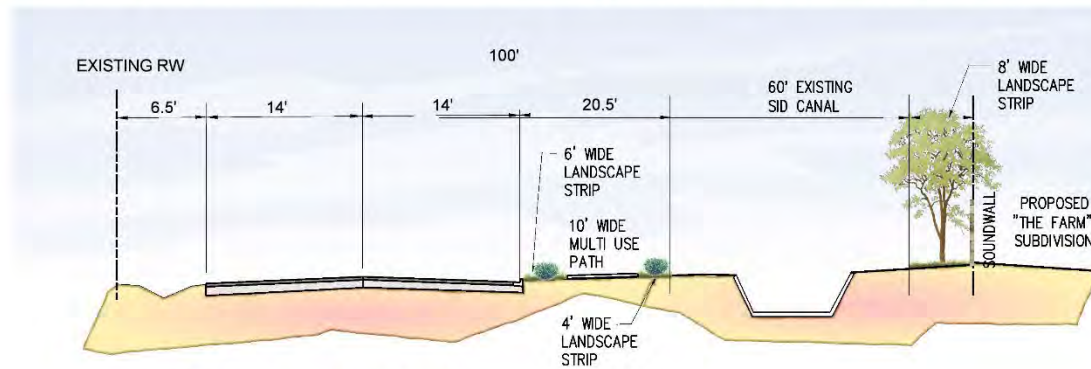 100'
EXISTING RW
6.5'
14'
14'
20.5'
60' EXISTING
SID CANAL
8' WIDE
LANDSCAPE
STRIP
6' WIDE
LANDSCAPE
STRIP
10' WIDE
MULTI USE
PATH
4' WIDE
LANDSCAPE
STRIP
SOUNDWALL
PROPOSED
"THE FARM"
SUBDIVISION